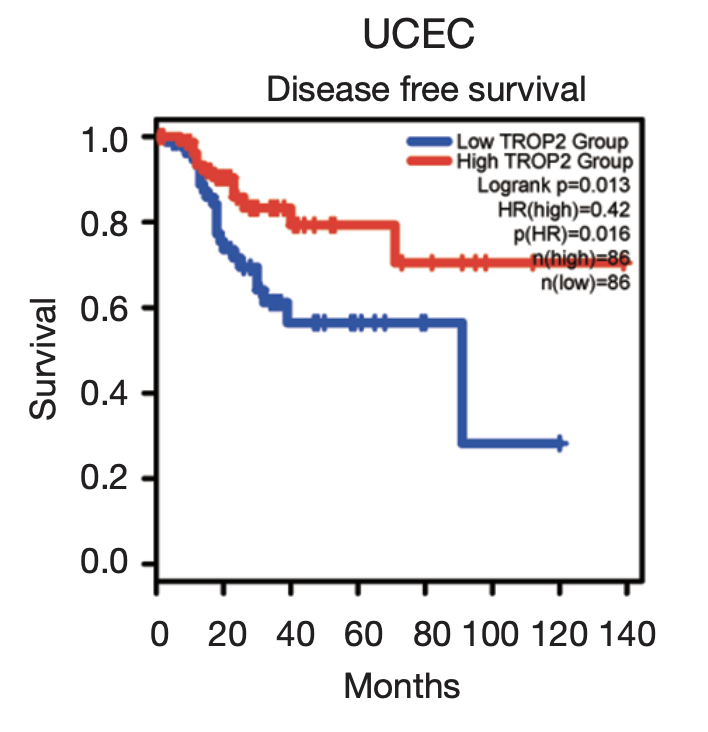 UCEC
Disease free survival
Low TROP2 Group
High TROP2 Group
Logrank p=0.013
HR(high)=0.42
p(HR)=0.016
n(high)=86
n(low)=86
Survival
1.0
0.8
0.6
0.4
0.2
0.0
0 20 40 60 80 100 120 140
Months